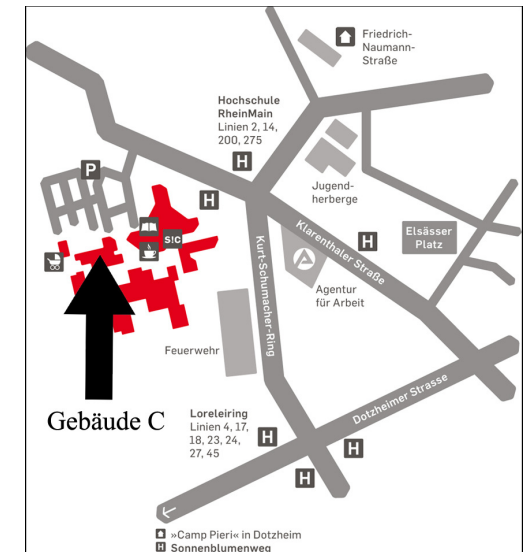 Friedrich-
Naumann-
Straße
Hochschule
RheinMain
Linien 2, 14,
200, 275
H
P
H
Jugend-
herberge
S!C
Klarenthaler Straße
H
Elsässer
Platz
Kurt-Schumacher-Ring
A
Agentur
für Arbeit
Feuerwehr
Gebäude C
Dotzheimer Strasse
Loreleiring
Linien 4, 17,
18, 23, 24,
27, 45
H
H
H
»Camp Pieri« in Dotzheim
H Sonnenblumenweg